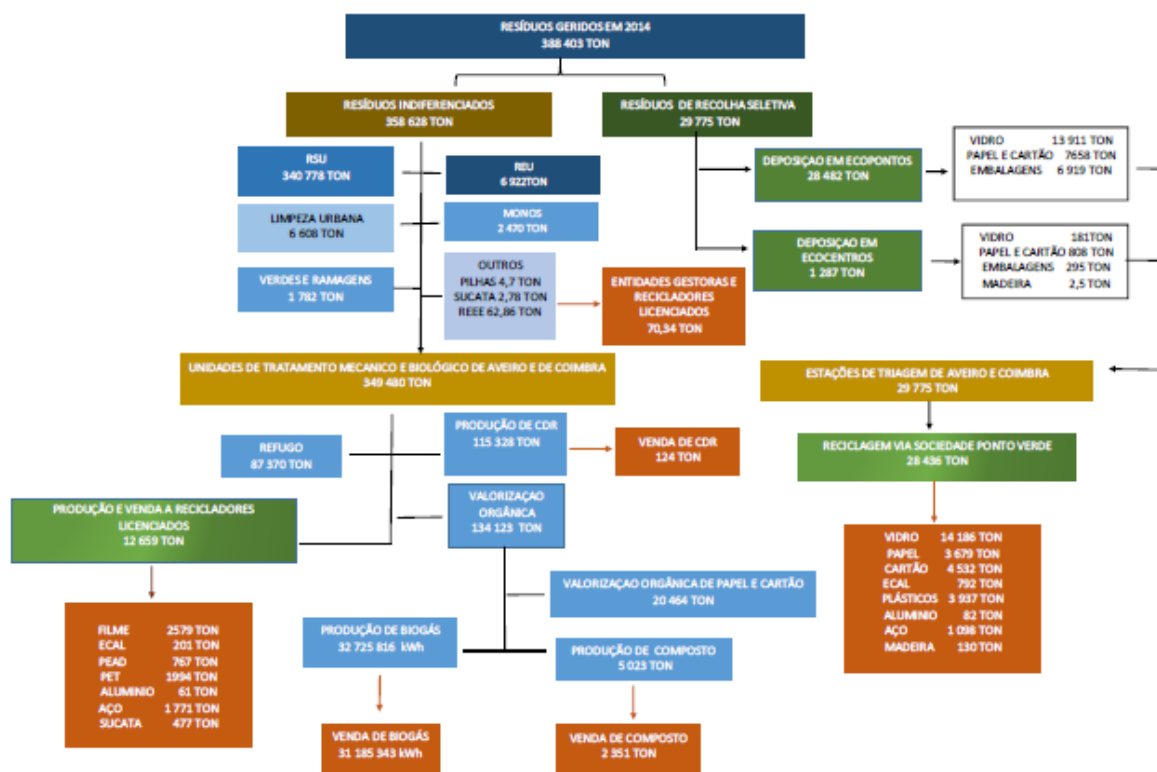 RESÍDUOS GERIDOS EM 2014
388 403 TON
RESÍDUOS INDIFERENCIADOS
358 628 TON
RESÍDUOS DE RECOLHA SELETIVA
29 775 TON
RSU
340 778 TON
REU
6 922TON
LIMPEZA URBANA
6 608 TON
MONOS
2 470 TON
VERDES E RAMAGENS
1 782 TON
OUTROS
PILHAS 4,7 TON
SUCATA 2,78 TON
REEE 62,86 TON
ENTIDADES GESTORAS E
RECICLADORES
LICENCIADOS
70,34 TON
DEPOSIÇAO EM ECOPONTOS
28 482 TON
VIDRO 13 911 TON
PAPEL E CARTÃO 7658 TON
EMBALAGENS 6 919 TON
DEPOSIÇAO EM
ECOCENTROS
1 287 TON
VIDRO 181TON
PAPEL E CARTÃO 808 TON
EMBALAGENS 295 TON
MADEIRA 2,5 TON
UNIDADES DE TRATAMENTO MECANICO E BIOLÓGICO DE AVEIRO E DE COIMBRA
349 480 TON
ESTAÇÕES DE TRIAGEM DE AVEIRO E COIMBRA
29 775 TON
REFUGO
87 370 TON
PRODUÇÃO DE CDR
115 328 TON
VENDA DE CDR
124 TON
RECICLAGEM VIA SOCIEDADE PONTO VERDE
28 436 TON
PRODUÇÃO E VENDA A RECICLADORES
LICENCIADOS
12 659 TON
VALORIZAÇAO
ORGÂNICA
134 123 TON
VALORIZAÇAO ORGÂNICA DE PAPEL E CARTÃO
20 464 TON
VIDRO 14 186 TON
PAPEL 3 679 TON
CARTÃO 4 532 TON
ECAL 792 TON
PLÁSTICOS 3 937 TON
ALUMINIO 82 TON
AÇO 1 098 TON
MADEIRA 130 TON
FILME 2579 TON
ECAL 201 TON
PEAD 767 TON
PET 1994 TON
ALUMINIO 61 TON
AÇO 1 771 TON
SUCATA 477 TON
PRODUÇÃO DE BIOGÁS
32 725 816 kWh
PRODUÇÃO DE COMPOSTO
5 023 TON
VENDA DE BIOGÁS
31 185 343 kWh
VENDA DE COMPOSTO
2 351 TON